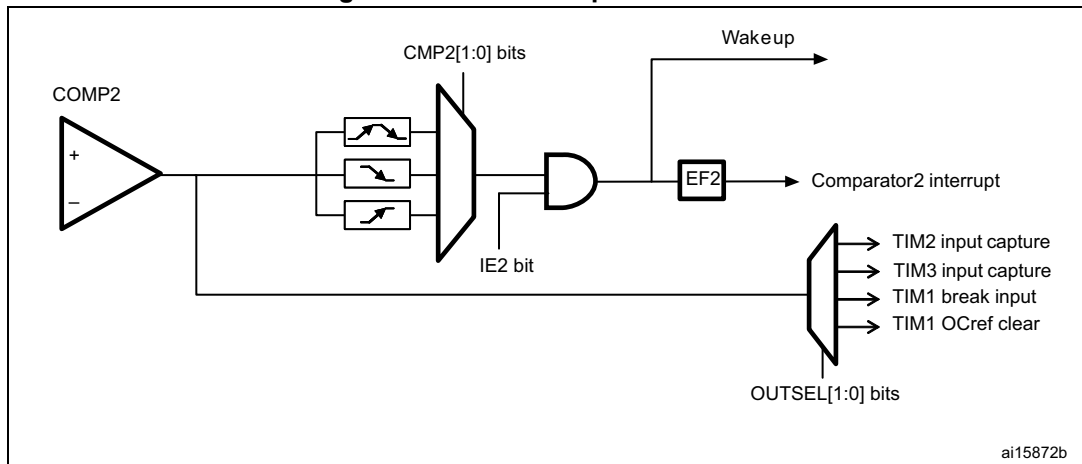 CMP2[1:0] bits
Wakeup
COMP2
+
–
EF2
Comparator2 interrupt
IE2 bit
TIM2 input capture
TIM3 input capture
TIM1 break input
TIM1 OCref clear
OUTSEL[1:0] bits
ai15872b